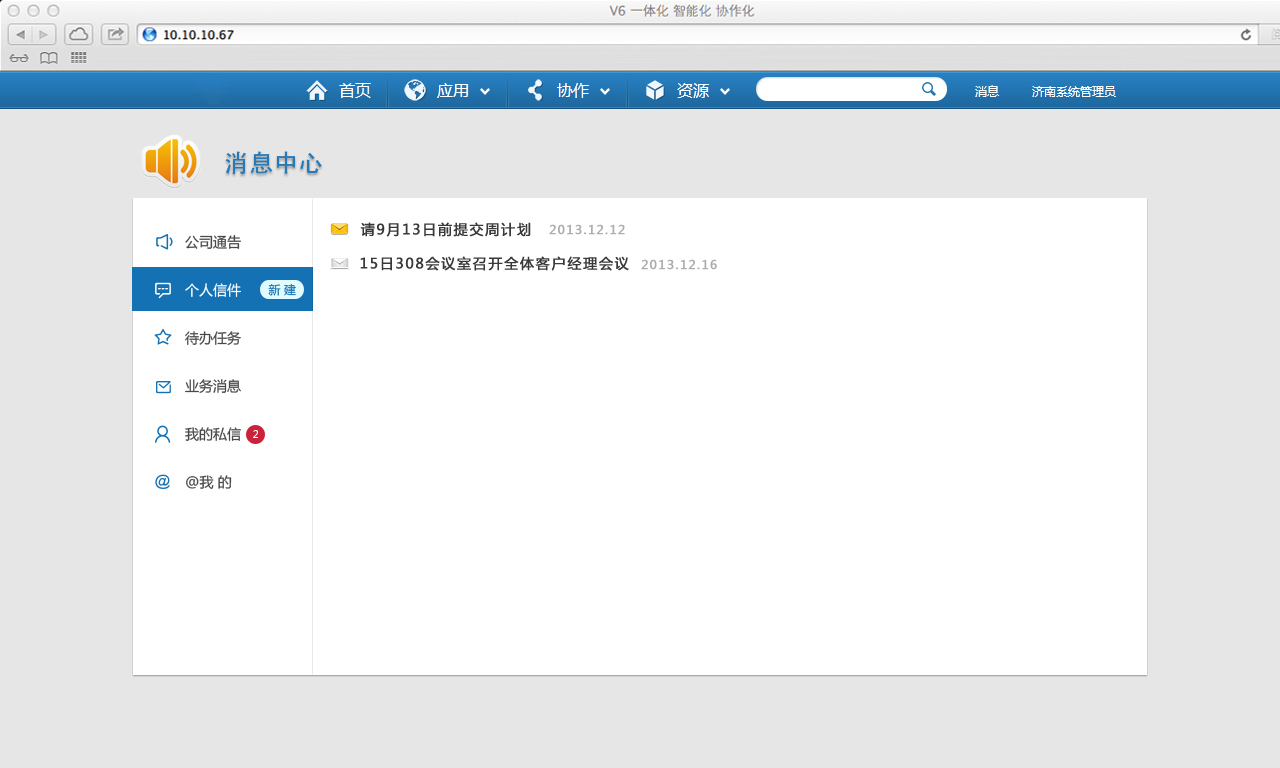 V6 一体化 智能化 协作化
10.10.10.67
首页 应用 协作 资源 消息 济南系统管理员
消息中心
公司通告
个人信件 新建
待办任务
业务消息
我的私信 2
@我 的
请9月13日前提交周计划 2013.12.12
15日308会议室召开全体客户经理会议 2013.12.16